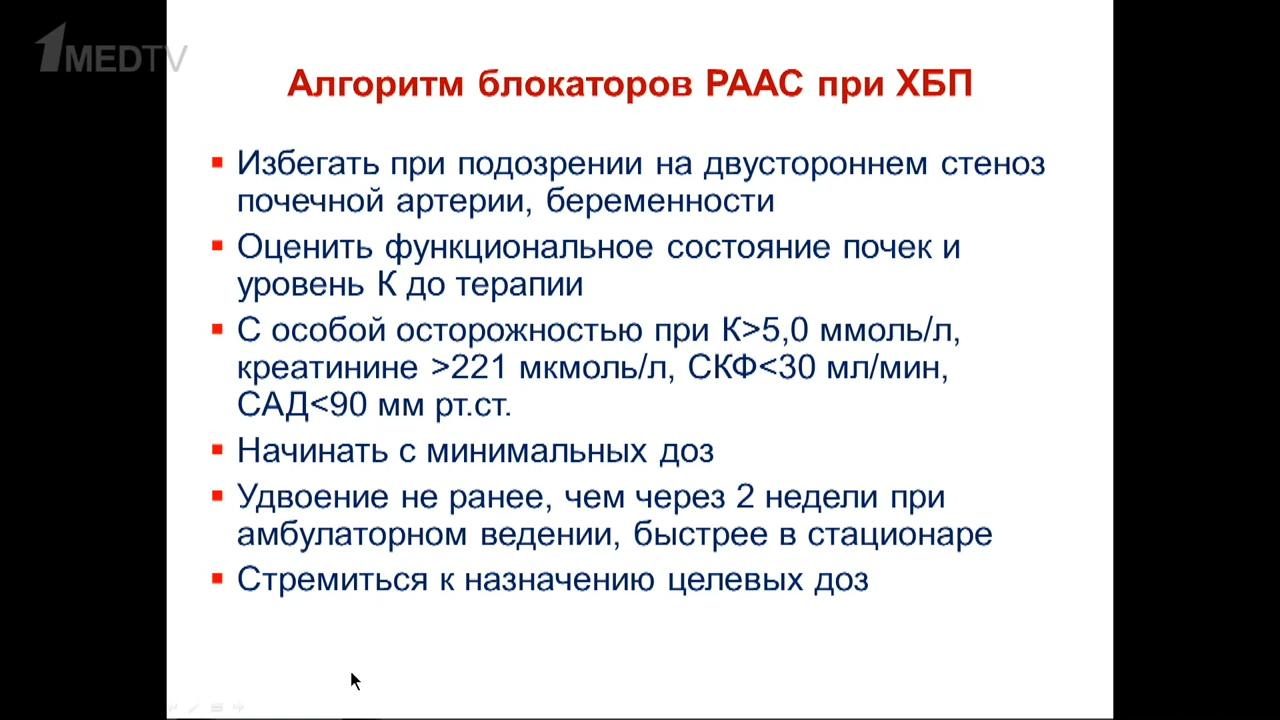 1MEDTV
Алгоритм блокаторов РААС при ХБП
Избегать при подозрении на двустороннем стеноз
почечной артерии, беременности
Оценить функциональное состояние почек и
уровень К до терапии
С особой осторожностью при К>5,0 ммоль/л,
креатинине >221 мкмоль/л, СКФ<30 мл/мин,
САД<90 мм рт.ст.
Начинать с минимальных доз
Удвоение не ранее, чем через 2 недели при
амбулаторном ведении, быстрее в стационаре
Стремиться к назначению целевых доз